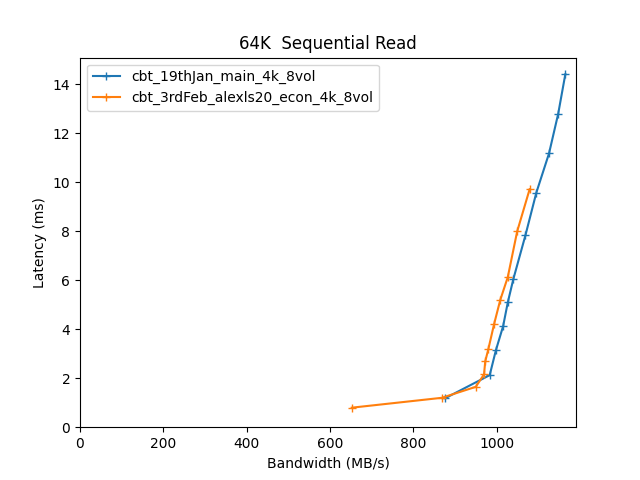 64K  Sequential Read
cbt_19thJan_main_4k_8vol
cbt_3rdFeb_alexls20_econ_4k_8vol
14
12
10
8
6
4
2
0
Latency (ms)
0 200 400 600 800 1000
Bandwidth (MB/s)